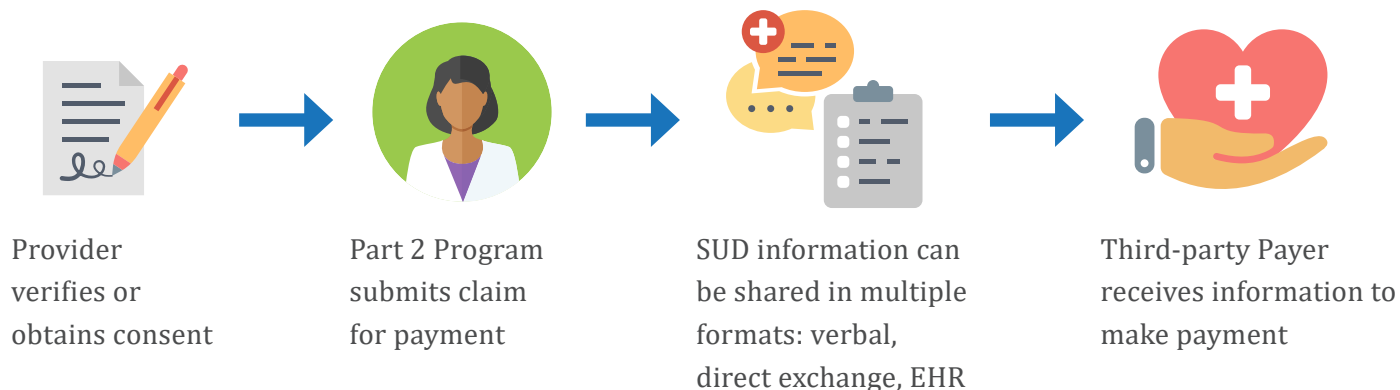 Provider
verifies or
obtains consent
Part 2 Program
submits claim
for payment
SUD information can
be shared in multiple
formats: verbal,
direct exchange, EHR
Third-party Payer
receives information to
make payment